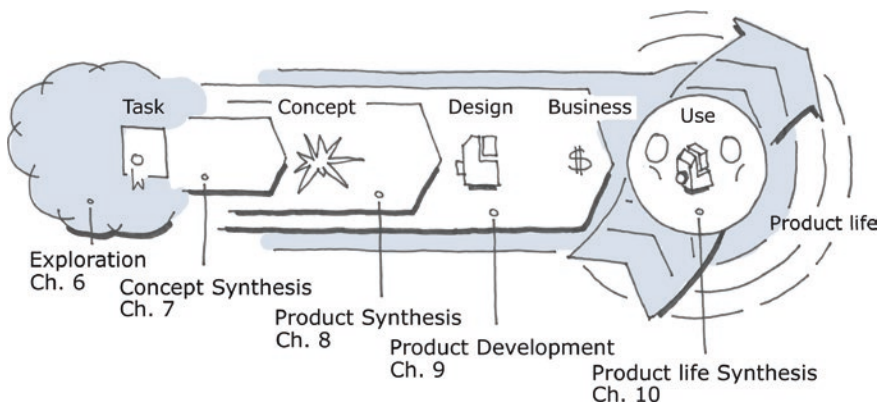 Task
Concept
Design
Business
Use
$
Product life
Exploration
Ch. 6
Concept Synthesis
Ch. 7
Product Synthesis
Ch. 8
Product Development
Ch. 9
Product life Synthesis
Ch. 10